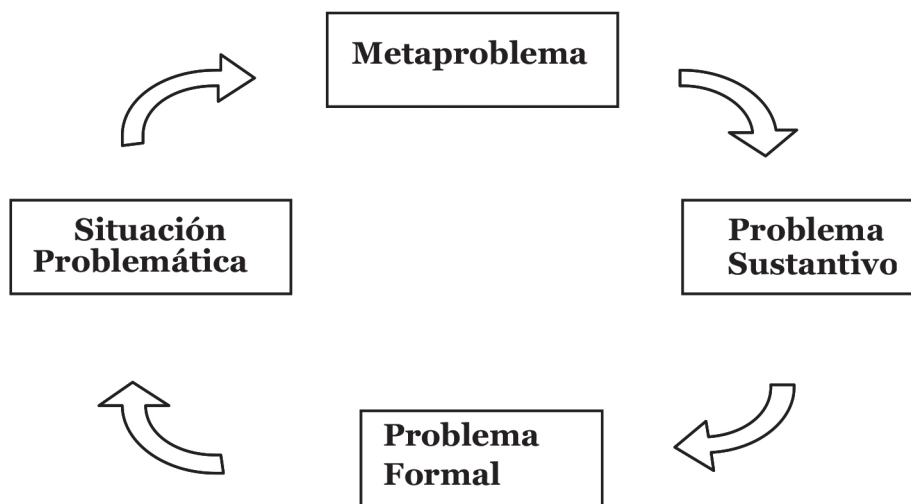 Metaproblema
Situación
Problemática
Problema
Sustantivo
Problema
Formal